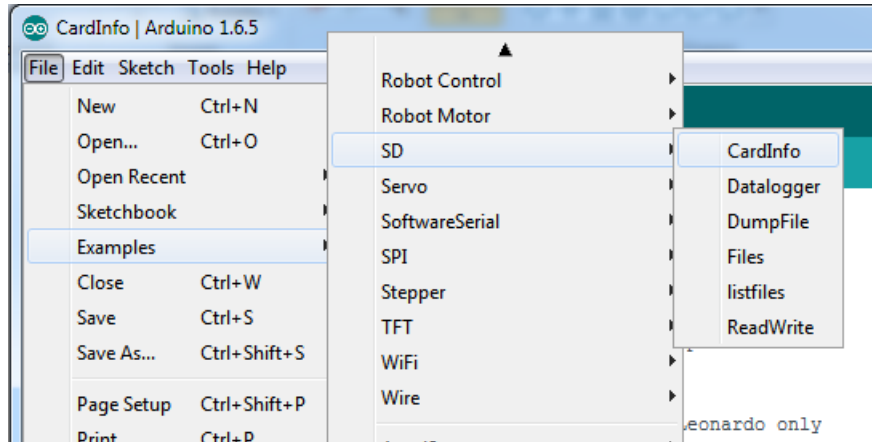 CardInfo | Arduino 1.6.5
File Edit Sketch Tools Help
New Ctrl+N
Open... Ctrl+O
Open Recent
Sketchbook
Examples
Close Ctrl+W
Save Ctrl+S
Save As... Ctrl+Shift+S
Page Setup Ctrl+Shift+P
Print Ctrl+P
Robot Control
Robot Motor
SD
Servo
SoftwareSerial
SPI
Stepper
TFT
WiFi
Wire
CardInfo
Datalogger
DumpFile
Files
listfiles
ReadWrite
eonardo only